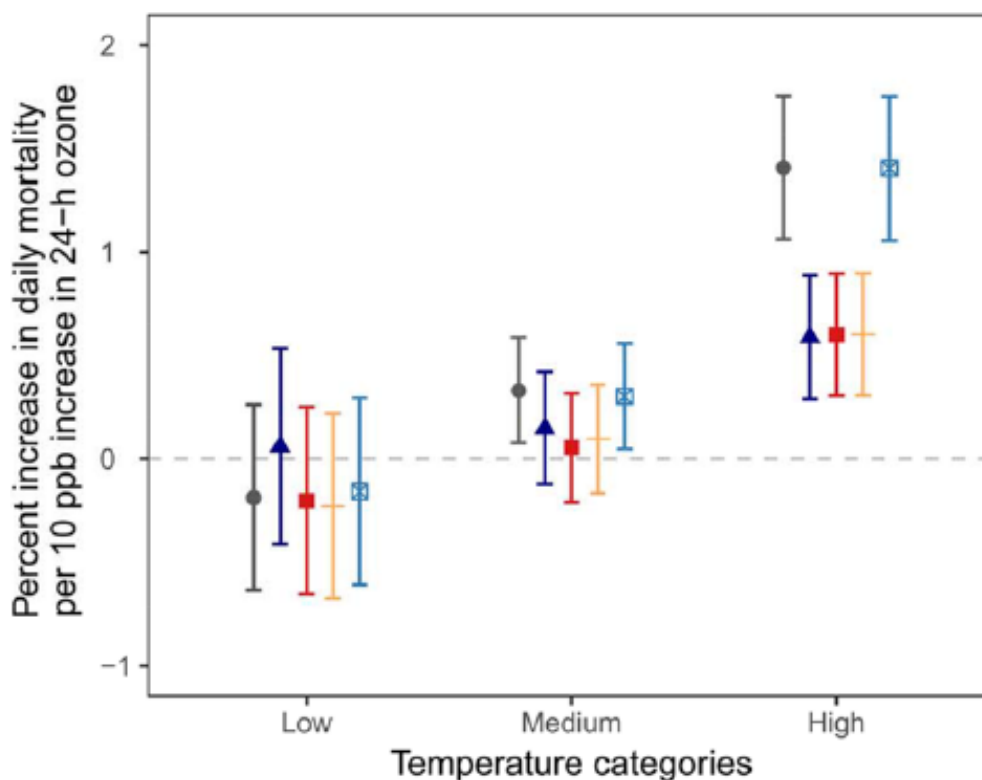 Percent increase in daily mortality
per 10 ppb increase in 24-h ozone
2
1
0
−1
Low Medium High
Temperature categories